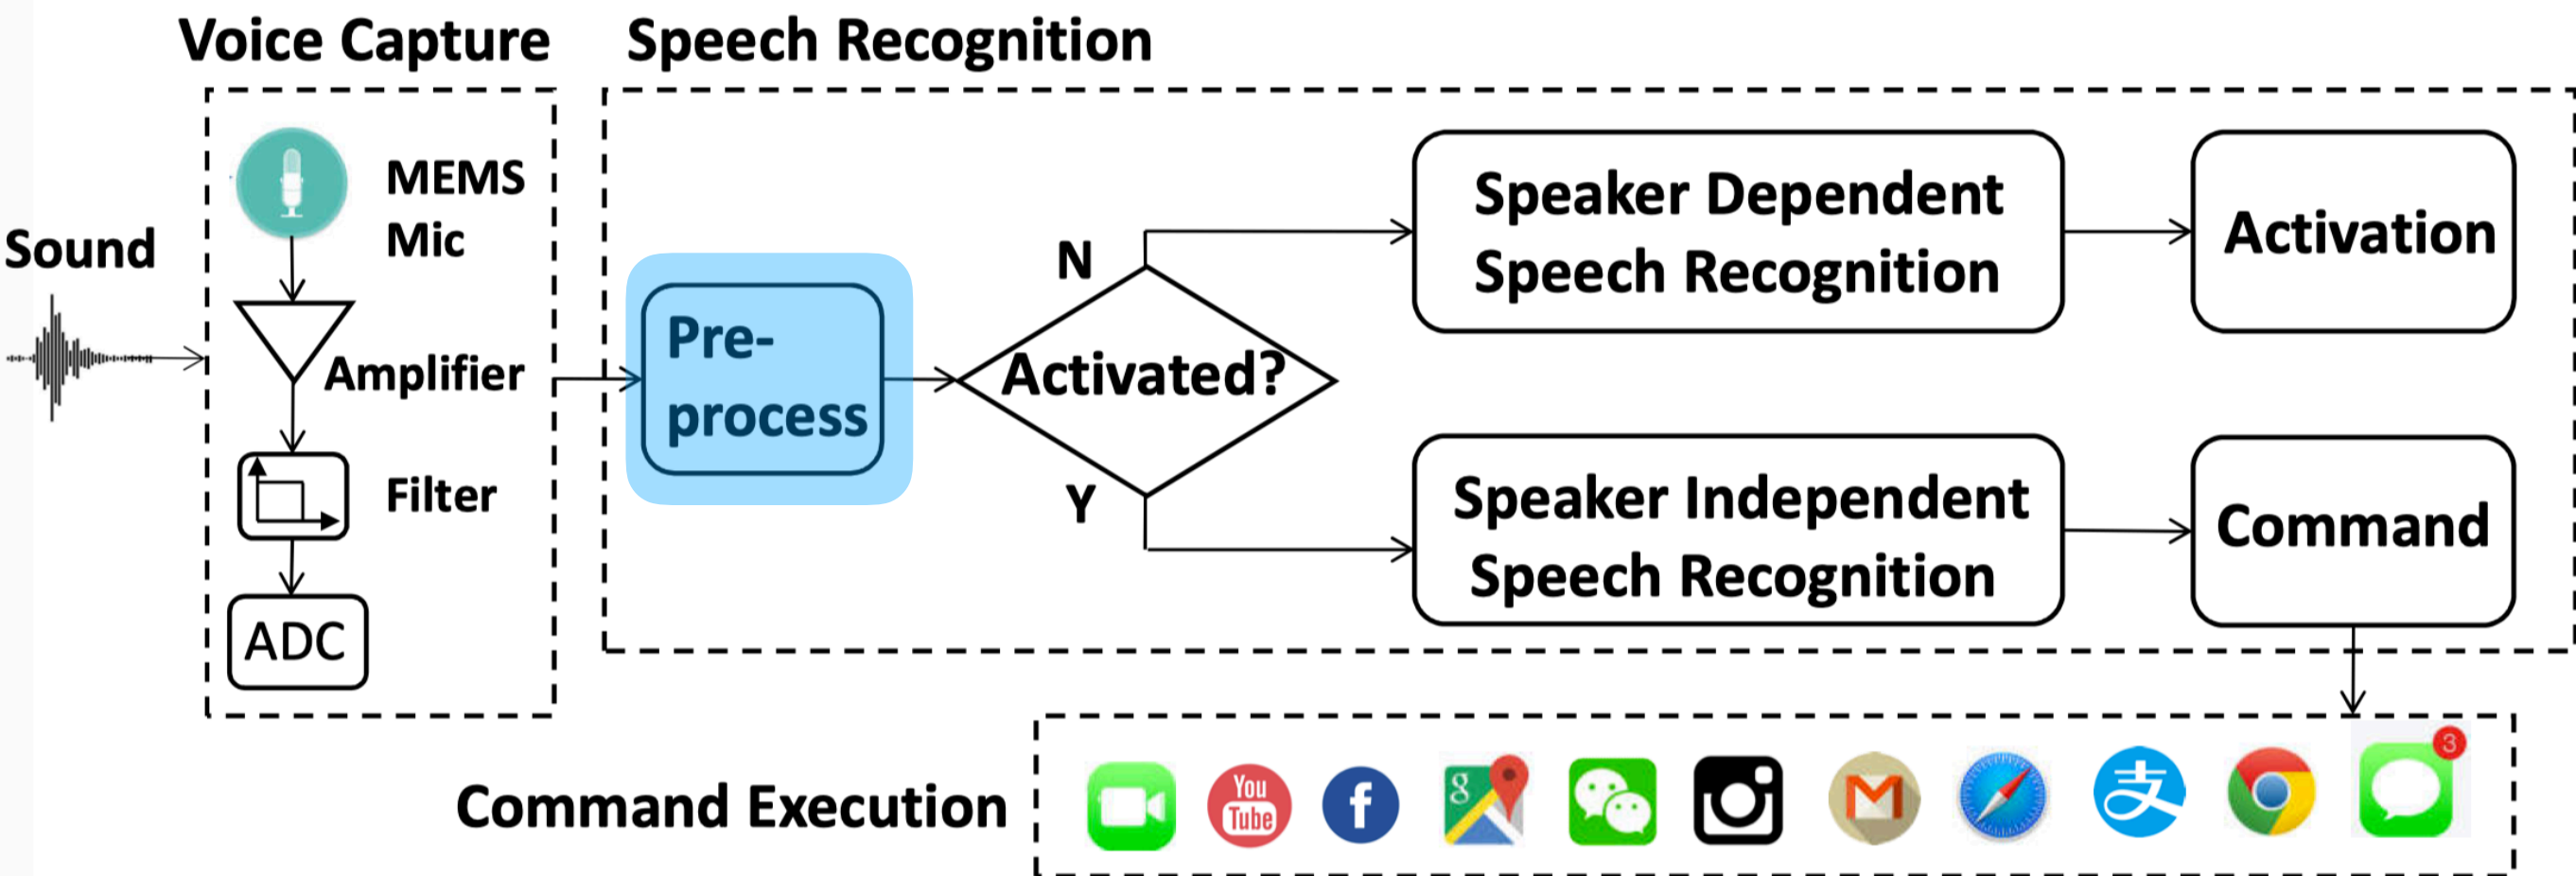 Voice Capture
Speech Recognition
Sound
MEMS
Mic
Amplifier
Filter
ADC
Pre-
process
N
Activated?
Y
Speaker Dependent
Speech Recognition
Activation
Speaker Independent
Speech Recognition
Command
Command Execution
You
Tube
f
g
M
支
3